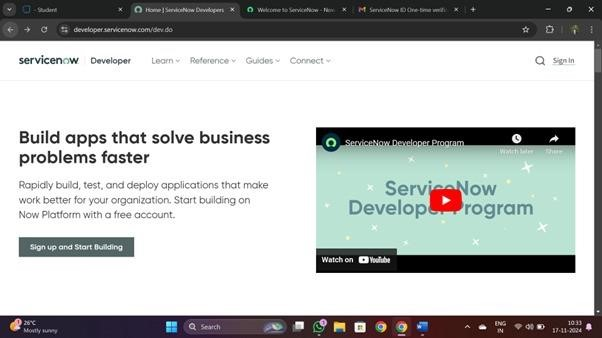 - Student
Home | ServiceNow Developers
Welcome to ServiceNow - Nov
ServiceNow ID One-time verific
developer.servicenow.com/dev.do
servicenow
Developer
Learn
Reference
Guides
Connect
Sign In
Build apps that solve business
problems faster
Rapidly build, test, and deploy applications that make
work better for your organization. Start building on
Now Platform with a free account.
Sign up and Start Building
ServiceNow Developer Program
Watch later
Share
ServiceNow
Developer Program
Watch on YouTube
26°C
Mostly sunny
Search
ENG
IN
10:33
17-11-2024